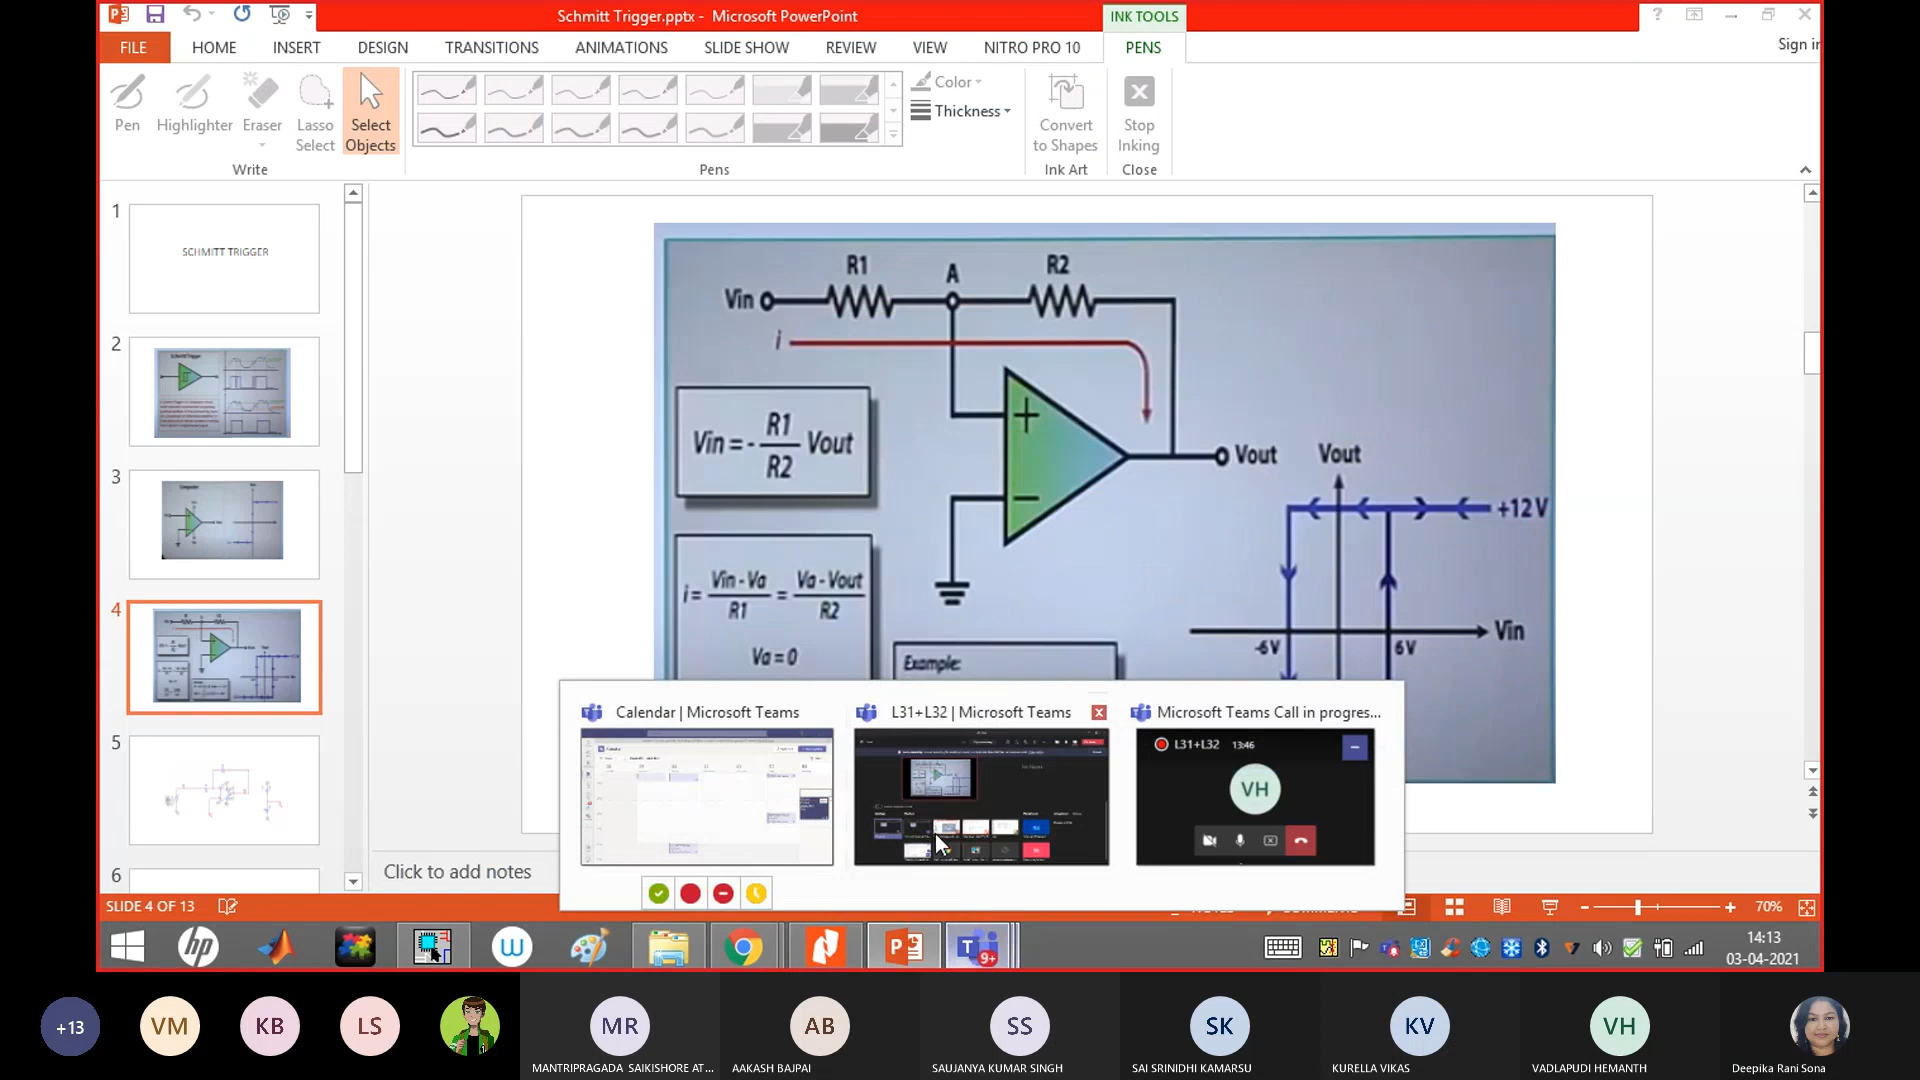 Schmitt Trigger.pptx - Microsoft PowerPoint
INK TOOLS
?
FILE
HOME
INSERT
DESIGN
TRANSITIONS
ANIMATIONS
SLIDE SHOW
REVIEW
VIEW
NITRO PRO 10
PENS
Sign in
Pen
Highlighter
Eraser
Lasso
Select
Select
Objects
Color
Thickness
Convert
to Shapes
Stop
Inking
Write
Pens
Ink Art
Close
1
SCHMITT TRIGGER
2
3
4
5
6
R1
A
R2
Vin
i
Vin = - R1/R2 Vout
+
−
Vout
Vout
+12V
i = Vin - Va / R1 = Va - Vout / R2
Va = 0
Example:
Vin
-6V
6V
Calendar | Microsoft Teams
L31+L32 | Microsoft Teams
Microsoft Teams Call in progres...
L31+L32 13:46
VH
Click to add notes
SLIDE 4 OF 13
70%
9+
14:13
03-04-2021
+13
VM
KB
LS
MR
AB
SS
SK
KV
VH
MANTRIPRAGADA SAIKISHORE AT...
AAKASH BAJPAI
SAUJANYA KUMAR SINGH
SAI SRINIDHI KAMARSU
KURELLA VIKAS
VADLAPUDI HEMANTH
Deepika Rani Sona